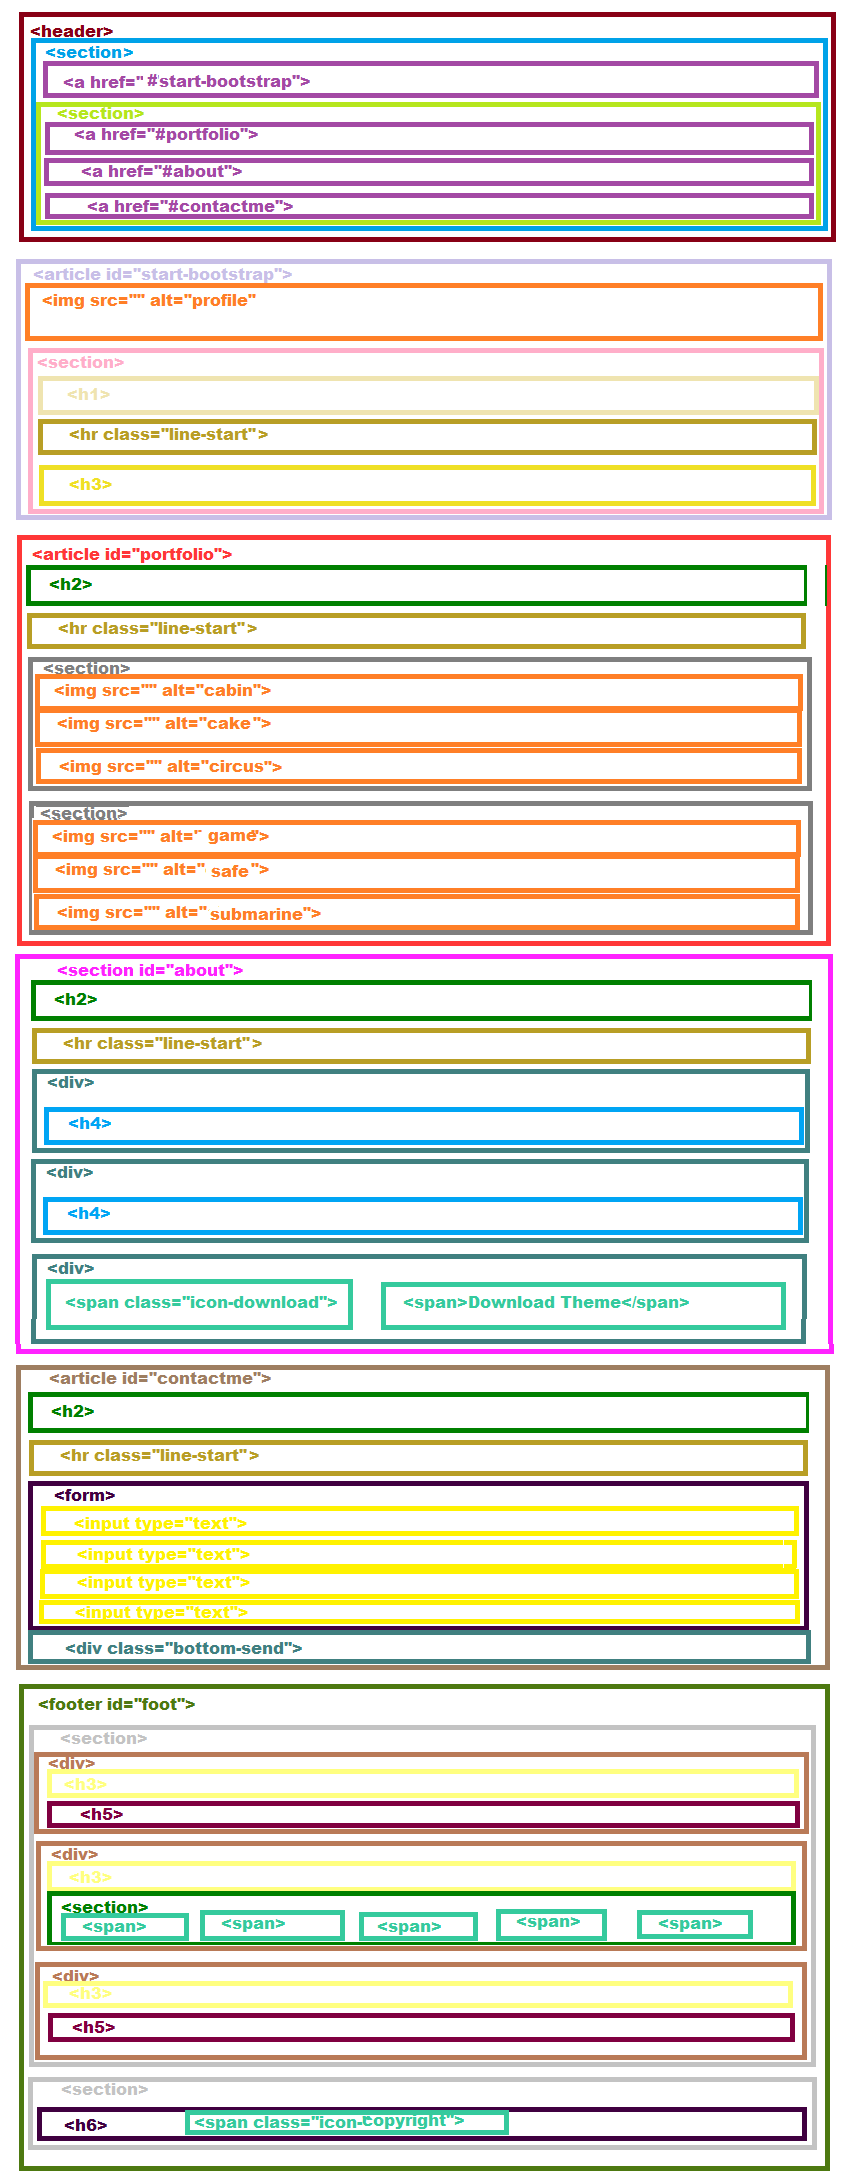 <header>
<section>
<a href="#start-bootstrap">
<section>
<a href="#portfolio">
<a href="#about">
<a href="#contactme">
<article id="start-bootstrap">
<img src="" alt="profile"
<section>
<h1>
<hr class="line-start">
<h3>
<article id="portfolio">
<h2>
<hr class="line-start">
<section>
<img src="" alt="cabin">
<img src="" alt="cake">
<img src="" alt="circus">
<section>
<img src="" alt="game">
<img src="" alt="safe">
<img src="" alt="submarine">
<section id="about">
<h2>
<hr class="line-start">
<div>
<h4>
<div>
<h4>
<div>
<span class="icon-download"> <span>Download Theme</span>
<article id="contactme">
<h2>
<hr class="line-start">
<form>
<input type="text">
<input type="text">
<input type="text">
<input type="text">
<div class="bottom-send">
<footer id="foot">
<section>
<div>
<h3>
<h5>
<div>
<h3>
<section>
<span> <span> <span> <span> <span>
<div>
<h3>
<h5>
<section>
<h6> <span class="icon-copyright">